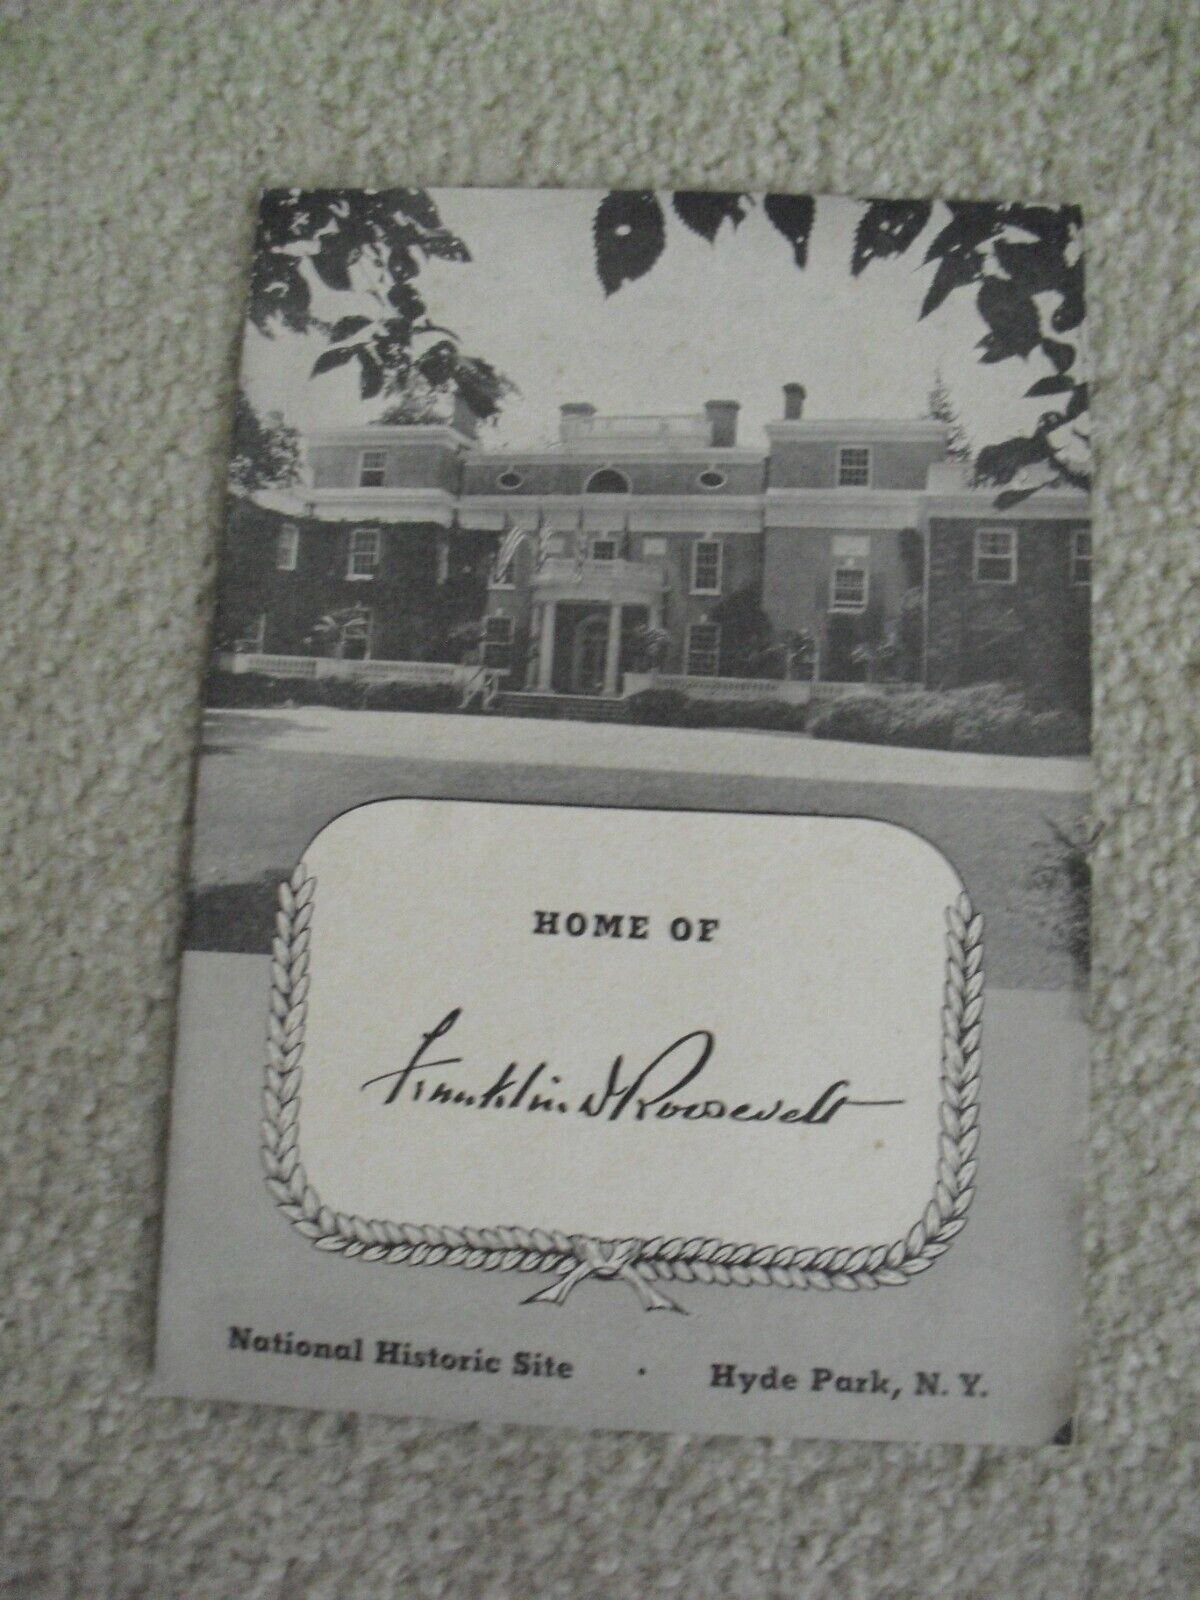 HOME OF
Franklin D Roosevelt
National Historic Site · Hyde Park, N. Y.